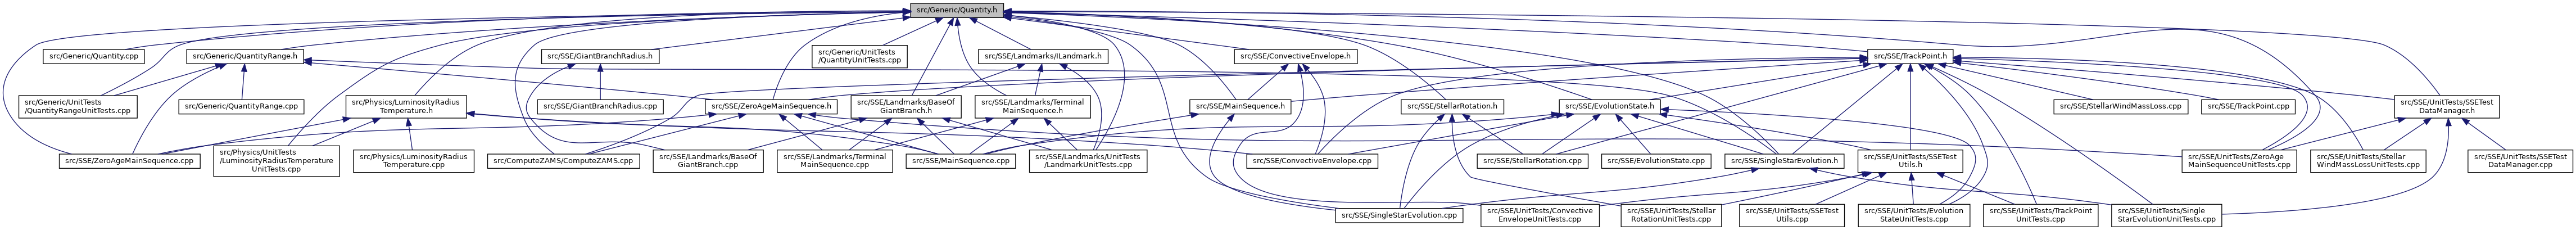 src/Generic/Quantity.h
src/Generic/Quantity.cpp
src/Generic/QuantityRange.h
src/SSE/GiantBranchRadius.h
src/Generic/UnitTests
/QuantityUnitTests.cpp
src/SSE/Landmarks/ILandmark.h
src/SSE/ConvectiveEnvelope.h
src/SSE/TrackPoint.h
src/Generic/UnitTests
/QuantityRangeUnitTests.cpp
src/Generic/QuantityRange.cpp
src/Physics/LuminosityRadius
Temperature.h
src/SSE/GiantBranchRadius.cpp
src/SSE/ZeroAgeMainSequence.h
src/SSE/Landmarks/BaseOf
GiantBranch.h
src/SSE/Landmarks/Terminal
MainSequence.h
src/SSE/MainSequence.h
src/SSE/StellarRotation.h
src/SSE/EvolutionState.h
src/SSE/StellarWindMassLoss.cpp
src/SSE/TrackPoint.cpp
src/SSE/UnitTests/SSETest
DataManager.h
src/SSE/ZeroAgeMainSequence.cpp
src/Physics/UnitTests
/LuminosityRadiusTemperature
UnitTests.cpp
src/Physics/LuminosityRadius
Temperature.cpp
src/ComputeZAMS/ComputeZAMS.cpp
src/SSE/Landmarks/BaseOf
GiantBranch.cpp
src/SSE/Landmarks/Terminal
MainSequence.cpp
src/SSE/MainSequence.cpp
src/SSE/Landmarks/UnitTests
/LandmarkUnitTests.cpp
src/SSE/ConvectiveEnvelope.cpp
src/SSE/StellarRotation.cpp
src/SSE/EvolutionState.cpp
src/SSE/SingleStarEvolution.h
src/SSE/UnitTests/SSETest
Utils.h
src/SSE/UnitTests/ZeroAge
MainSequenceUnitTests.cpp
src/SSE/UnitTests/Stellar
WindMassLossUnitTests.cpp
src/SSE/UnitTests/SSETest
DataManager.cpp
src/SSE/SingleStarEvolution.cpp
src/SSE/UnitTests/Convective
EnvelopeUnitTests.cpp
src/SSE/UnitTests/Stellar
RotationUnitTests.cpp
src/SSE/UnitTests/SSETest
Utils.cpp
src/SSE/UnitTests/Evolution
StateUnitTests.cpp
src/SSE/UnitTests/TrackPoint
UnitTests.cpp
src/SSE/UnitTests/Single
StarEvolutionUnitTests.cpp